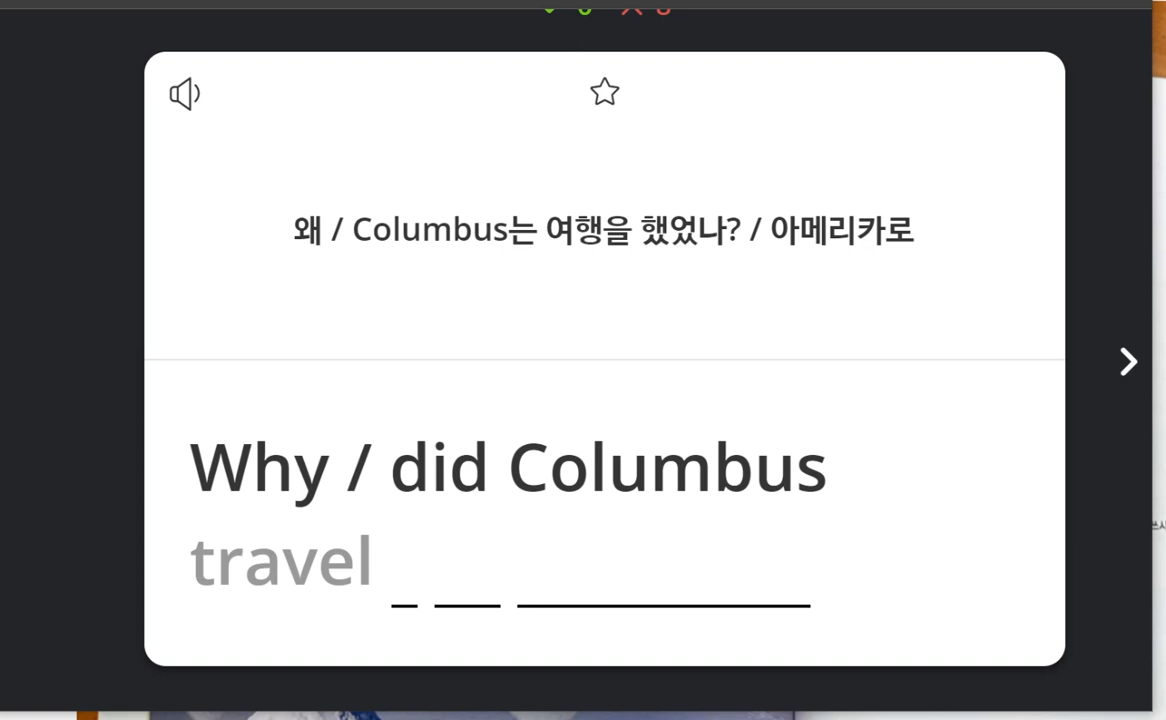 왜 / Columbus는 여행을 했었나? / 아메리카로
Why / did Columbus
travel _ __ ________